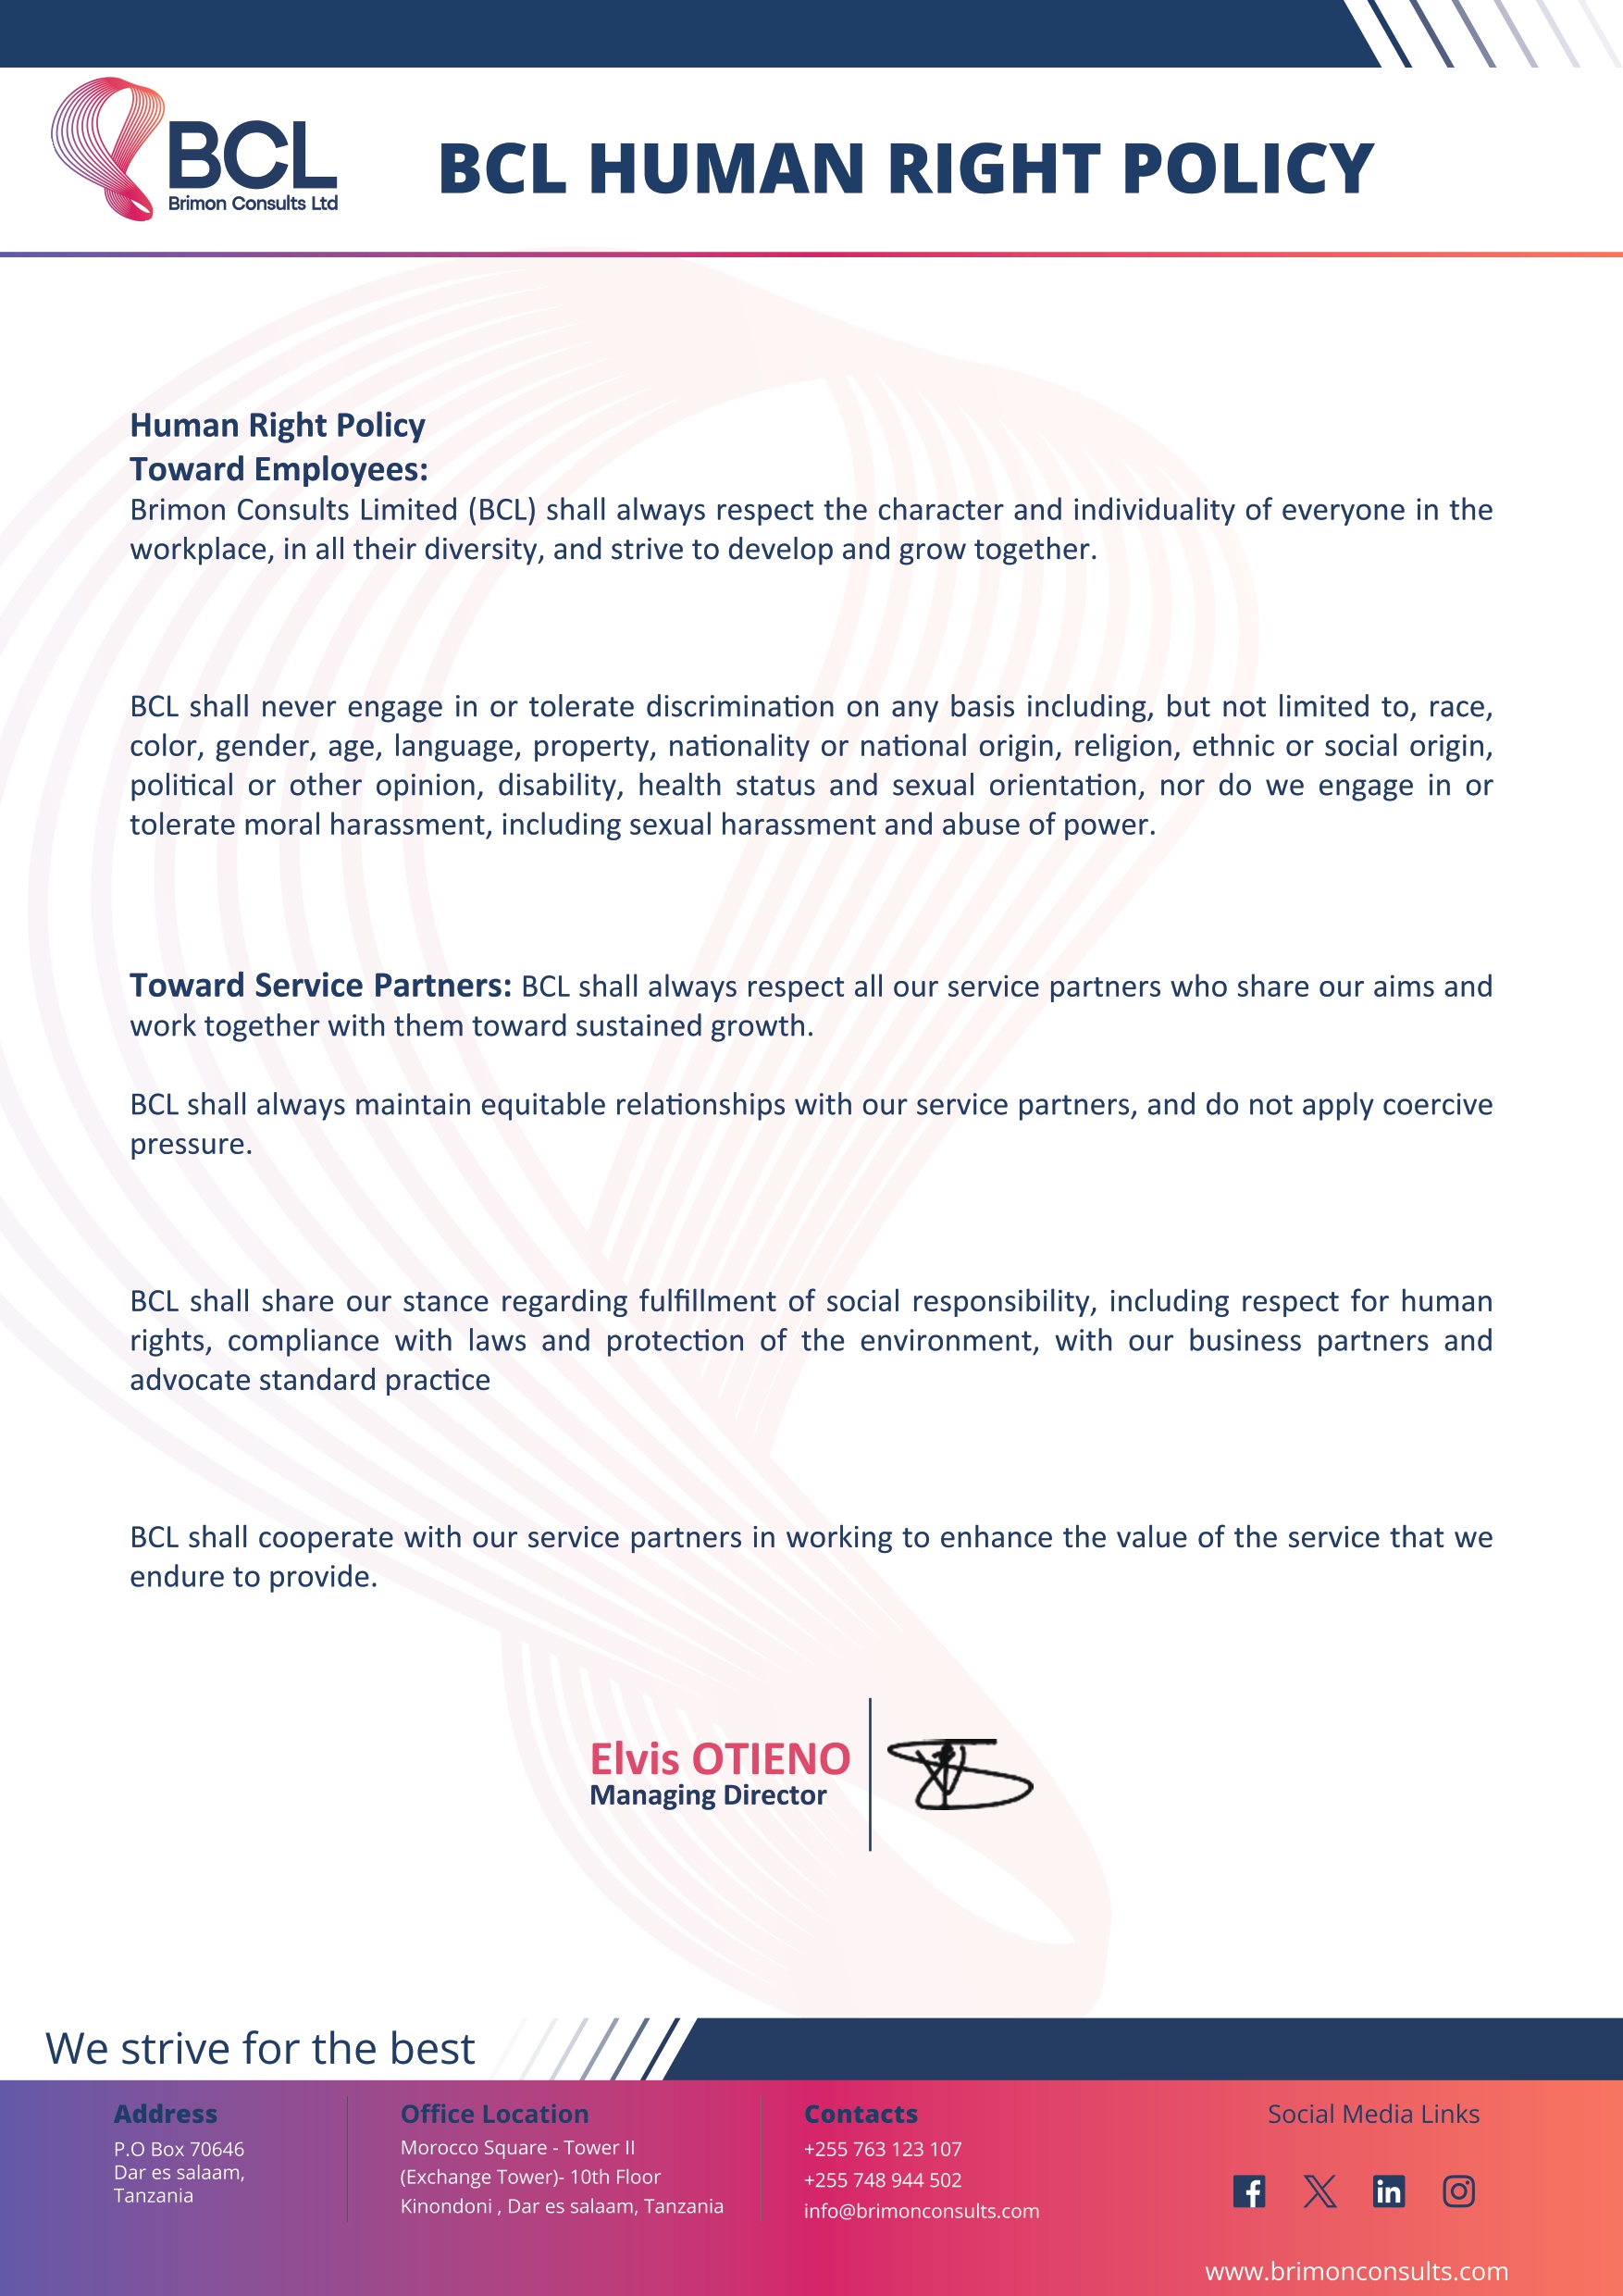 BCL
Brimon Consults Ltd
BCL HUMAN RIGHT POLICY
Human Right Policy
Toward Employees:
Brimon Consults Limited (BCL) shall always respect the character and individuality of everyone in the
workplace, in all their diversity, and strive to develop and grow together.
BCL shall never engage in or tolerate discrimination on any basis including, but not limited to, race,
color, gender, age, language, property, nationality or national origin, religion, ethnic or social origin,
political or other opinion, disability, health status and sexual orientation, nor do we engage in or
tolerate moral harassment, including sexual harassment and abuse of power.
Toward Service Partners: BCL shall always respect all our service partners who share our aims and
work together with them toward sustained growth.
BCL shall always maintain equitable relationships with our service partners, and do not apply coercive
pressure.
BCL shall share our stance regarding fulfillment of social responsibility, including respect for human
rights, compliance with laws and protection of the environment, with our business partners and
advocate standard practice
BCL shall cooperate with our service partners in working to enhance the value of the service that we
endure to provide.
Elvis OTIENO
Managing Director
We strive for the best
Address
P.O Box 70646
Dar es salaam,
Tanzania
Office Location
Morocco Square - Tower II
(Exchange Tower)- 10th Floor
Kinondoni , Dar es salaam, Tanzania
Contacts
+255 763 123 107
+255 748 944 502
info@brimonconsults.com
Social Media Links
www.brimonconsults.com